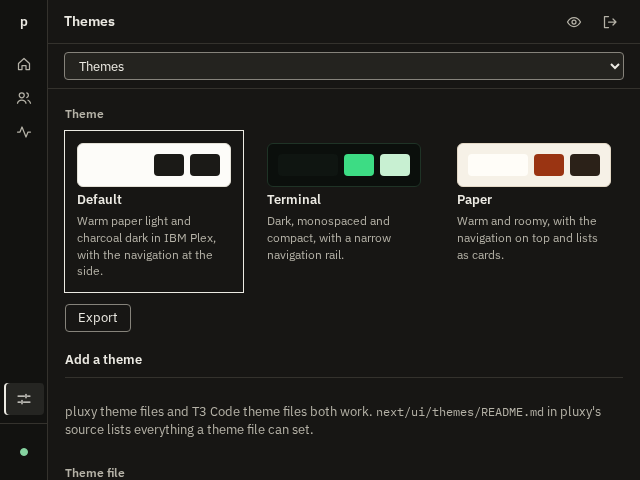 p
Themes
Themes
Theme
Default
Warm paper light and
charcoal dark in IBM Plex,
with the navigation at the
side.
Terminal
Dark, monospaced and
compact, with a narrow
navigation rail.
Paper
Warm and roomy, with the
navigation on top and lists
as cards.
Export
Add a theme
pluxy theme files and T3 Code theme files both work. next/ui/themes/README.md in pluxy's
source lists everything a theme file can set.
Theme file